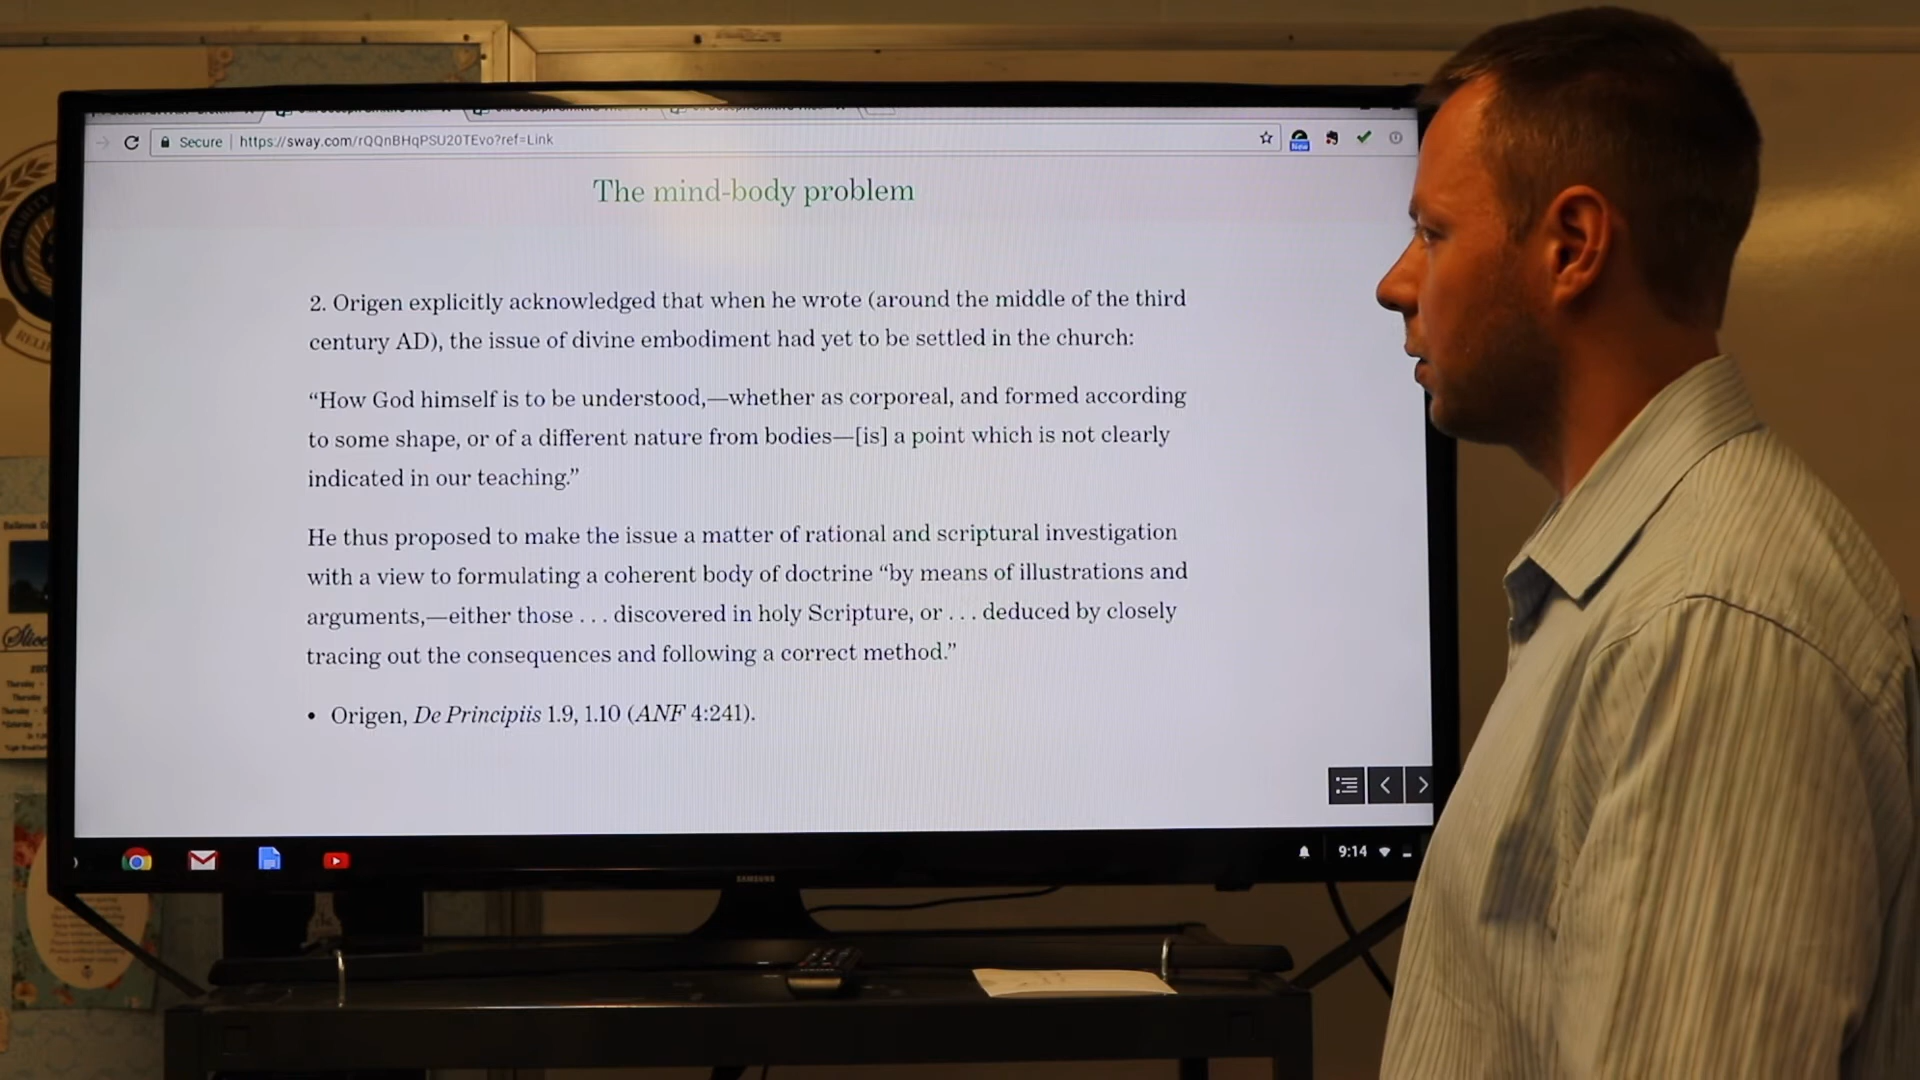 Secure https://sway.com/rQQnBHqPSU20TEvo?ref=Link
New
The mind-body problem
2. Origen explicitly acknowledged that when he wrote (around the middle of the third
century AD), the issue of divine embodiment had yet to be settled in the church:
“How God himself is to be understood,—whether as corporeal, and formed according
to some shape, or of a different nature from bodies—[is] a point which is not clearly
indicated in our teaching.”
He thus proposed to make the issue a matter of rational and scriptural investigation
with a view to formulating a coherent body of doctrine “by means of illustrations and
arguments,—either those . . . discovered in holy Scripture, or . . . deduced by closely
tracing out the consequences and following a correct method.”
• Origen, De Principiis 1.9, 1.10 (ANF 4:241).
9:14
SAMSUNG
Slice
Thursday
Thursday
Thursday